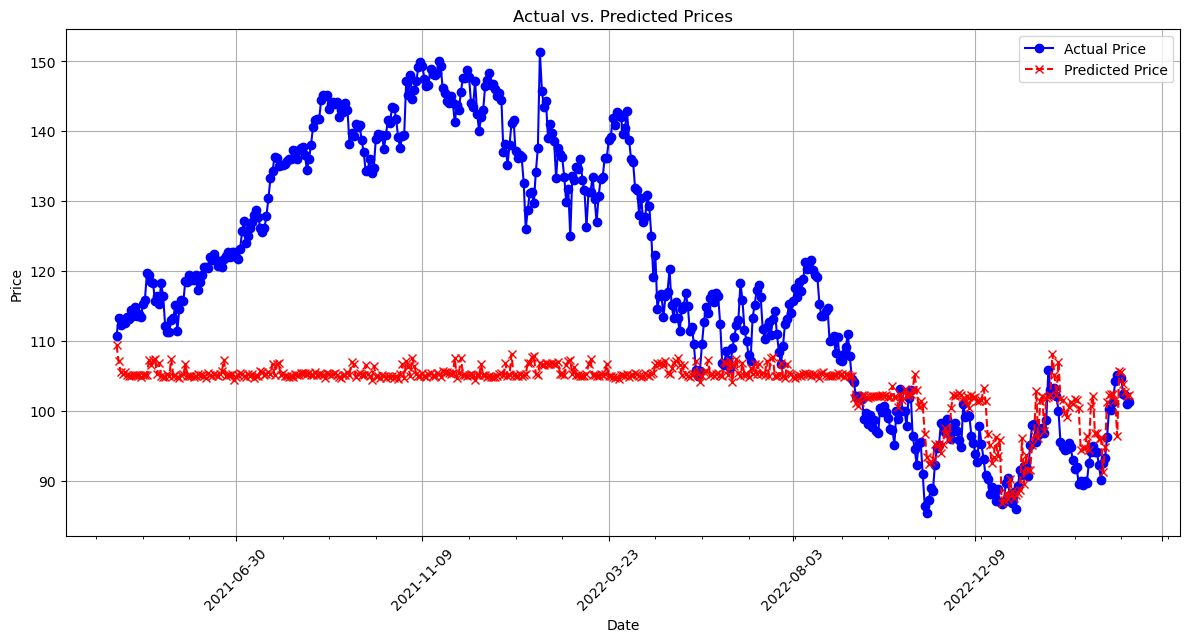 Actual vs. Predicted Prices
Actual Price
Predicted Price
150
140
130
120
110
100
90
Price
2021-06-30
2021-11-09
2022-03-23
2022-08-03
2022-12-09
Date